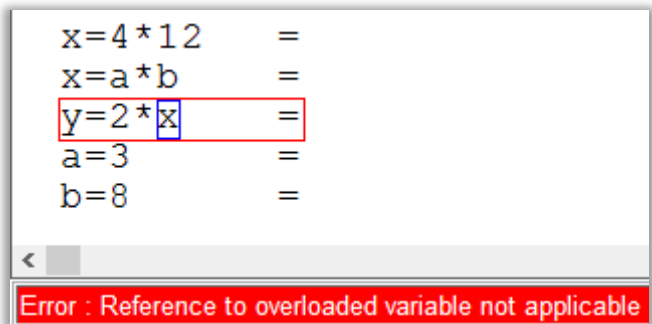 x=4*12 =
x=a*b =
y=2*x =
a=3 =
b=8 =
Error : Reference to overloaded variable not applicable